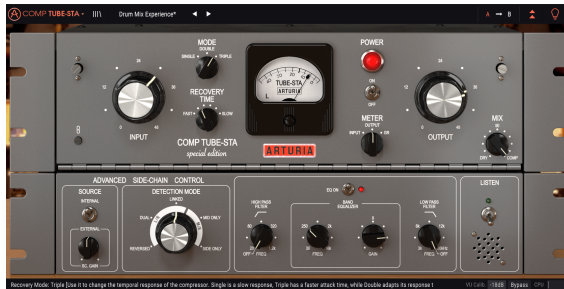 COMP TUBE-STA
Drum Mix Experience*
A → B
MODE
DOUBLE
SINGLE
TRIPLE
RECOVERY
TIME
FAST
SLOW
COMP TUBE-STA
special edition
INPUT
TUBE-STA
ARTURIA
L
ARTURIA
POWER
ON
OFF
METER
OUTPUT
INPUT
GR
OUTPUT
MIX
DRY
COMP
ADVANCED SIDE-CHAIN CONTROL
SOURCE
INTERNAL
EXTERNAL
SC. GAIN
DETECTION MODE
LINKED
DUAL
MID ONLY
REVERSED
SIDE ONLY
EQ ON
HIGH PASS
FILTER
OFF
FREQ
BAND
EQUALIZER
FREQ
GAIN
LOW PASS
FILTER
OFF
FREQ
LISTEN
Recovery Mode: Triple [Use it to change the temporal response of the compressor. Single is a slow response, Triple has a faster attack time, while Double adapts its response t
VU Calib
-18dB
Bypass
CPU